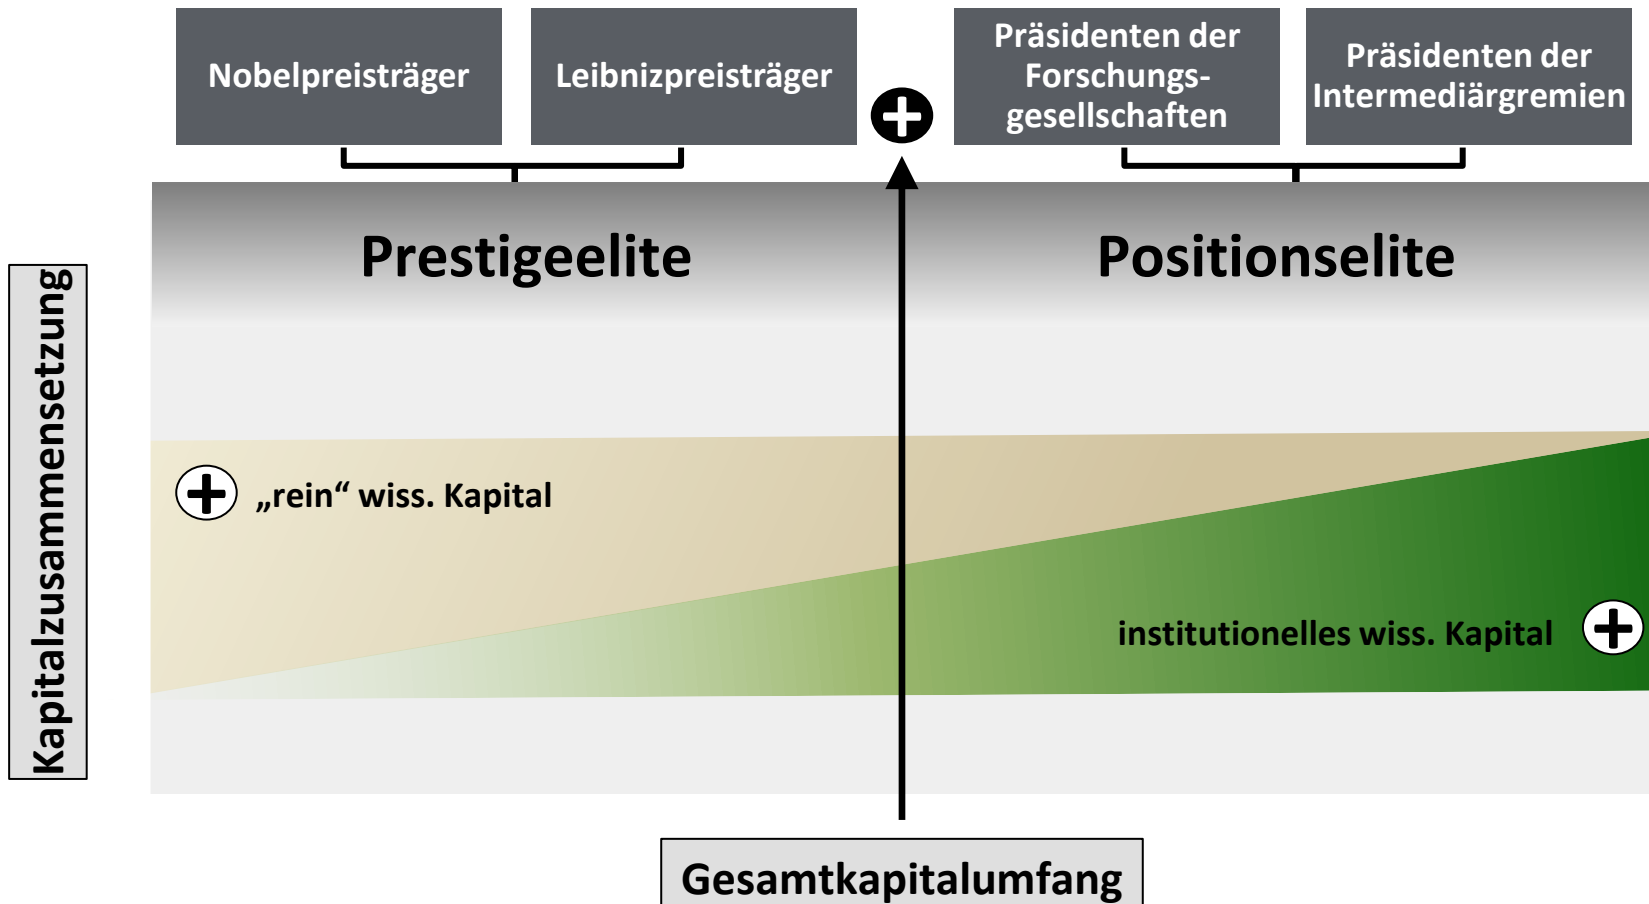 Nobelpreisträger
Leibnizpreisträger
Präsidenten der
Forschungs-
gesellschaften
Präsidenten der
Intermediärgremien
Prestigeelite
Positionselite
Kapitalzusammensetzung
„rein“ wiss. Kapital
institutionelles wiss. Kapital
Gesamtkapitalumfang